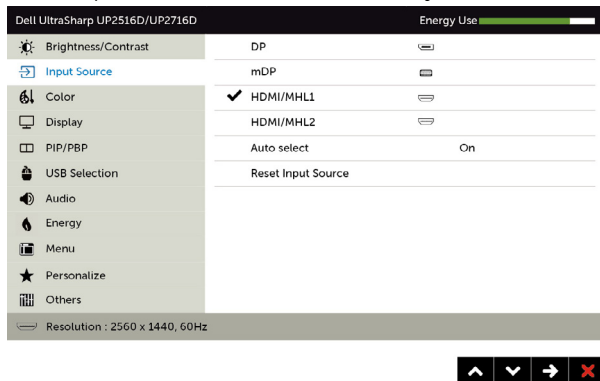 Dell UltraSharp UP2516D/UP2716D Energy Use
Brightness/Contrast DP
Input Source mDP
Color HDMI/MHL1
Display HDMI/MHL2
PIP/PBP Auto select On
USB Selection Reset Input Source
Audio
Energy
Menu
Personalize
Others
Resolution : 2560 x 1440, 60Hz